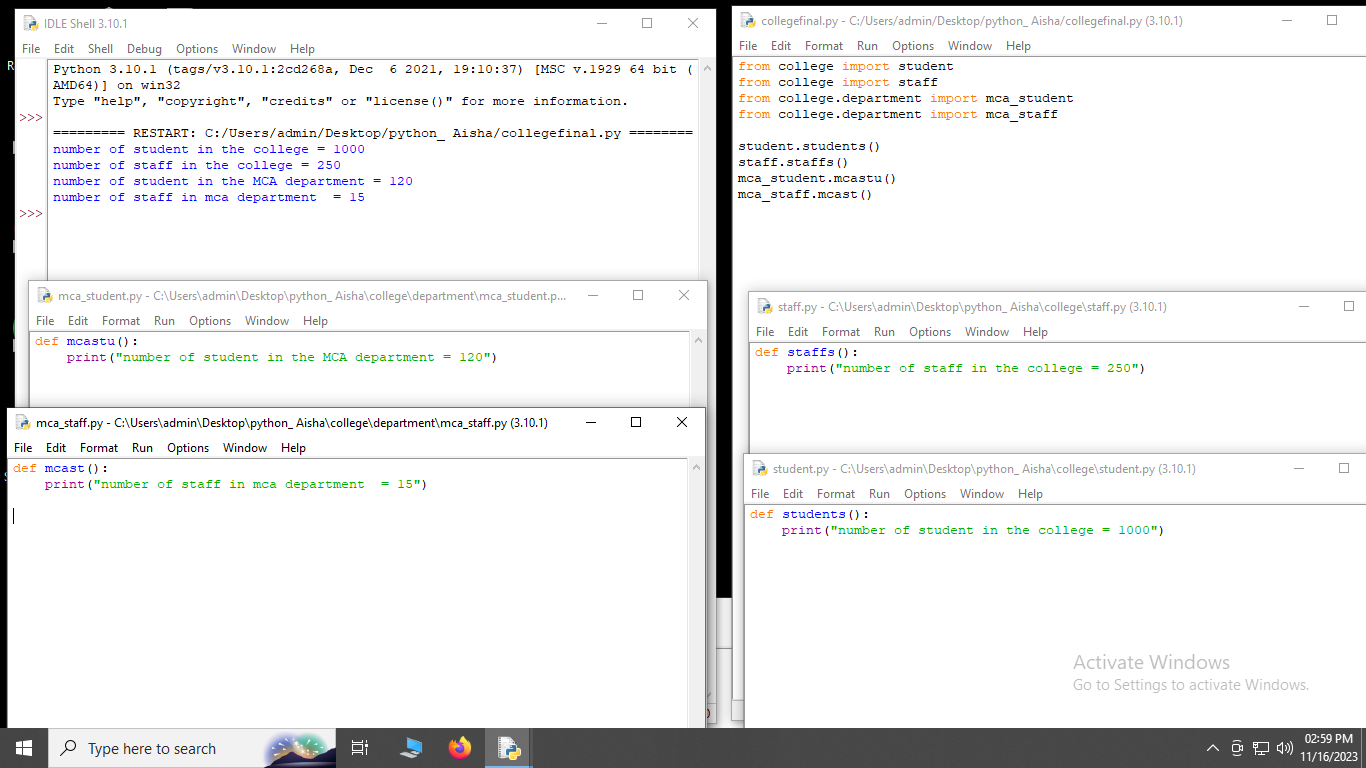 IDLE Shell 3.10.1
File Edit Shell Debug Options Window Help
Python 3.10.1 (tags/v3.10.1:2cd268a, Dec  6 2021, 19:10:37) [MSC v.1929 64 bit (
AMD64)] on win32
Type "help", "copyright", "credits" or "license()" for more information.
>>>
========= RESTART: C:/Users/admin/Desktop/python_ Aisha/collegefinal.py ========
number of student in the college = 1000
number of staff in the college = 250
number of student in the MCA department = 120
number of staff in mca department  = 15
>>>
mca_student.py - C:\Users\admin\Desktop\python_ Aisha\college\department\mca_student.p...
File Edit Format Run Options Window Help
def mcastu():
    print("number of student in the MCA department = 120")
mca_staff.py - C:\Users\admin\Desktop\python_ Aisha\college\department\mca_staff.py (3.10.1)
File Edit Format Run Options Window Help
def mcast():
    print("number of staff in mca department  = 15")
collegefinal.py - C:/Users/admin/Desktop/python_ Aisha/collegefinal.py (3.10.1)
File Edit Format Run Options Window Help
from college import student
from college import staff
from college.department import mca_student
from college.department import mca_staff
student.students()
staff.staffs()
mca_student.mcastu()
mca_staff.mcast()
staff.py - C:\Users\admin\Desktop\python_ Aisha\college\staff.py (3.10.1)
File Edit Format Run Options Window Help
def staffs():
    print("number of staff in the college = 250")
student.py - C:\Users\admin\Desktop\python_ Aisha\college\student.py (3.10.1)
File Edit Format Run Options Window Help
def students():
    print("number of student in the college = 1000")
Activate Windows
Go to Settings to activate Windows.
Type here to search
02:59 PM
11/16/2023